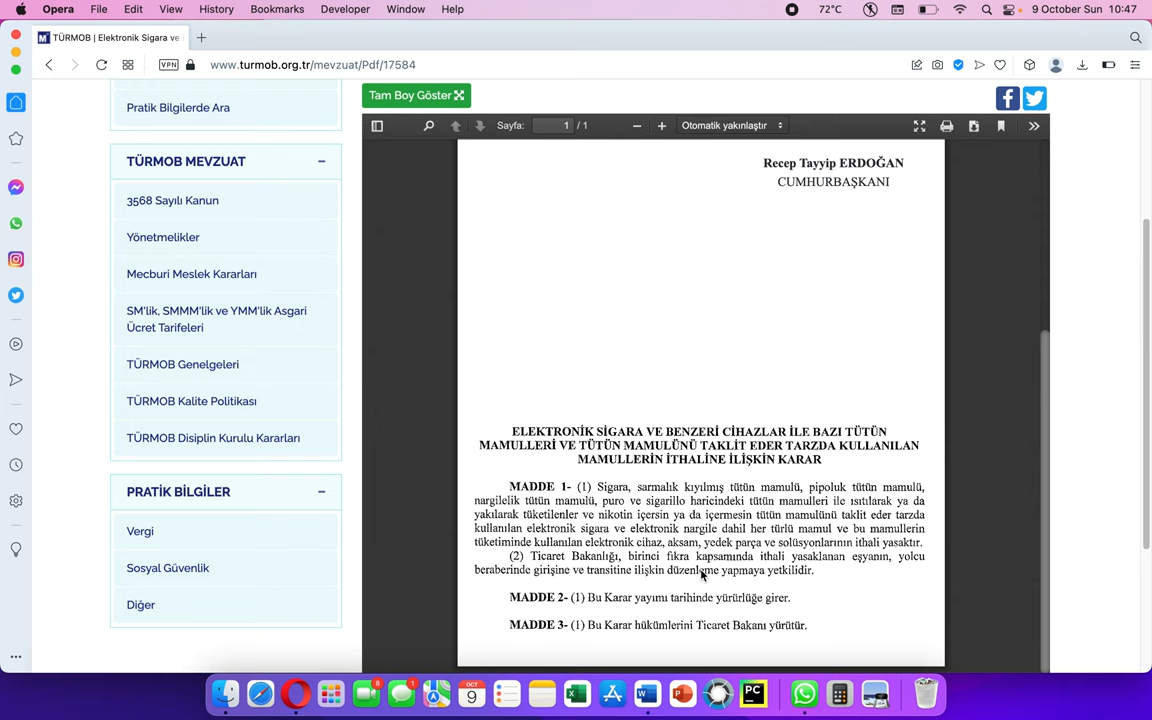 Opera File Edit View History Bookmarks Developer Window Help 72°C 9 October Sun 10:47
TÜRMOB | Elektronik Sigara ve
VPN www.turmob.org.tr/mevzuat/Pdf/17584
Pratik Bilgilerde Ara
TÜRMOB MEVZUAT −
3568 Sayılı Kanun
Yönetmelikler
Mecburi Meslek Kararları
SM'lik, SMMM'lik ve YMM'lik Asgari
Ücret Tarifeleri
TÜRMOB Genelgeleri
TÜRMOB Kalite Politikası
TÜRMOB Disiplin Kurulu Kararları
PRATİK BİLGİLER −
Vergi
Sosyal Güvenlik
Diğer
Tam Boy Göster
Sayfa: 1 / 1 Otomatik yakınlaştır
Recep Tayyip ERDOĞAN
CUMHURBAŞKANI
ELEKTRONİK SİGARA VE BENZERİ CİHAZLAR İLE BAZI TÜTÜN
MAMULLERİ VE TÜTÜN MAMULÜNÜ TAKLİT EDER TARZDA KULLANILAN
MAMULLERİN İTHALİNE İLİŞKİN KARAR
MADDE 1- (1) Sigara, sarmalık kıyılmış tütün mamulü, pipoluk tütün mamulü,
nargilelik tütün mamulü, puro ve sigarillo haricindeki tütün mamulleri ile ısıtılarak ya da
yakılarak tüketilenler ve nikotin içersin ya da içermesin tütün mamulünü taklit eder tarzda
kullanılan elektronik sigara ve elektronik nargile dahil her türlü mamul ve bu mamullerin
tüketiminde kullanılan elektronik cihaz, aksam, yedek parça ve solüsyonlarının ithali yasaktır.
(2) Ticaret Bakanlığı, birinci fıkra kapsamında ithali yasaklanan eşyanın, yolcu
beraberinde girişine ve transitine ilişkin düzenleme yapmaya yetkilidir.
MADDE 2- (1) Bu Karar yayımı tarihinde yürürlüğe girer.
MADDE 3- (1) Bu Karar hükümlerini Ticaret Bakanı yürütür.
8 1 OCT 9 PC